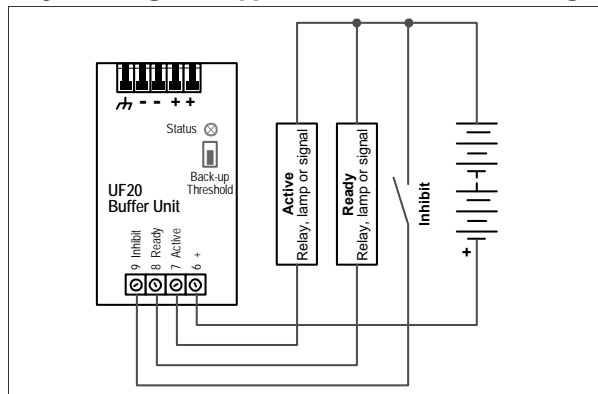 - - + +
Status
Back-up
Threshold
UF20
Buffer Unit
9 Inhibit
8 Ready
7 Active
6 +
Active
Relay, lamp or signal
Ready
Relay, lamp or signal
Inhibit
+